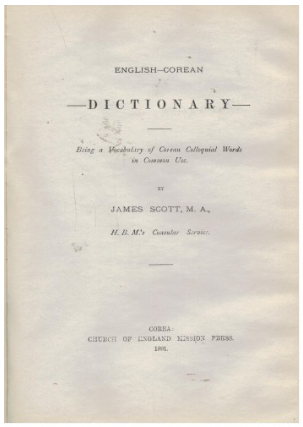 ENGLISH—COREAN
—DICTIONARY—
Being a Vocabulary of Corean Colloquial Words
in Common Use.
BY
JAMES SCOTT, M. A.,
H. B. M.'s Consular Service.
COREA:
CHURCH OF ENGLAND MISSION PRESS.
1891.